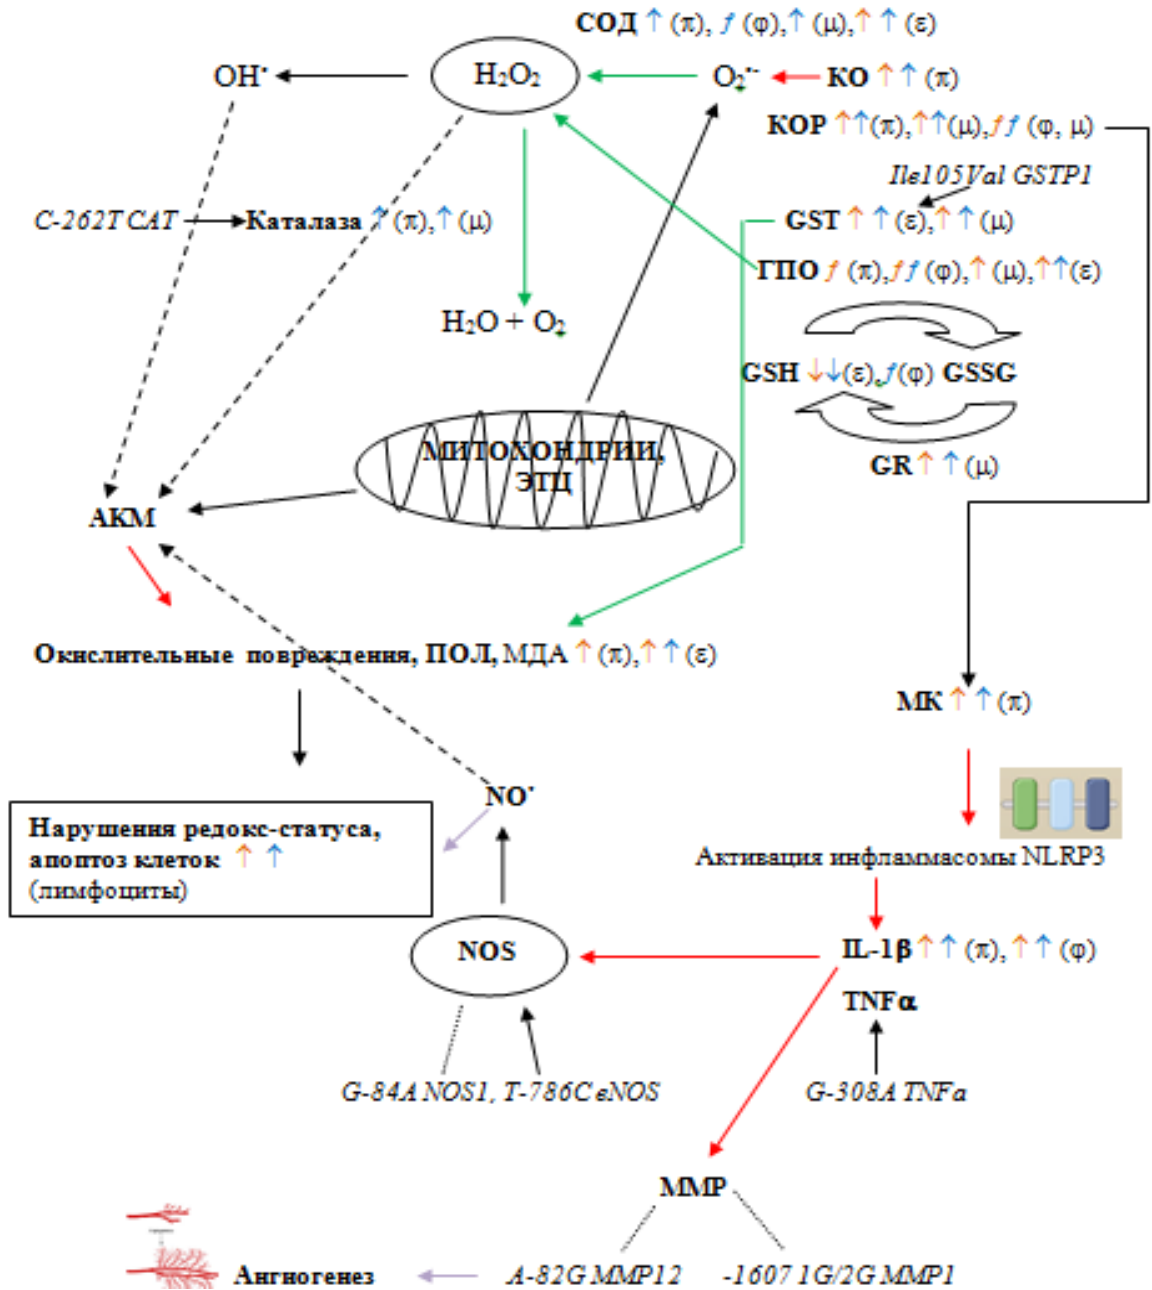 СОД ↑ (π), ƒ (φ),↑ (μ),↑ ↑ (ε)
OH• H₂O₂ O₂•- КО ↑ ↑ (π)
КОР ↑↑(π),↑↑(μ),ƒƒ (φ, μ)
Ile105Val GSTP1
C-262T CAT Каталаза ↑ (π),↑ (μ) GST ↑ ↑ (ε),↑ ↑ (μ)
ГПО ƒ (π),ƒƒ (φ),↑ (μ),↑↑(ε)
H₂O + O₂
GSH ↓↓(ε),ƒ(φ) GSSG
МИТОХОНДРИИ,
ЭТЦ
GR ↑ ↑ (μ)
АКМ
Окислительные повреждения, ПОЛ, МДА ↑ (π),↑ ↑ (ε)
МК ↑ ↑ (π)
NO•
Нарушения редокс-статуса,
апоптоз клеток ↑ ↑
(лимфоциты)
Активация инфламмасомы NLRP3
NOS IL-1β ↑ ↑ (π), ↑ ↑ (φ)
TNFα
G-84A NOS1, T-786C eNOS G-308A TNFα
MMP
Ангиогенез A-82G MMP12 -1607 1G/2G MMP1